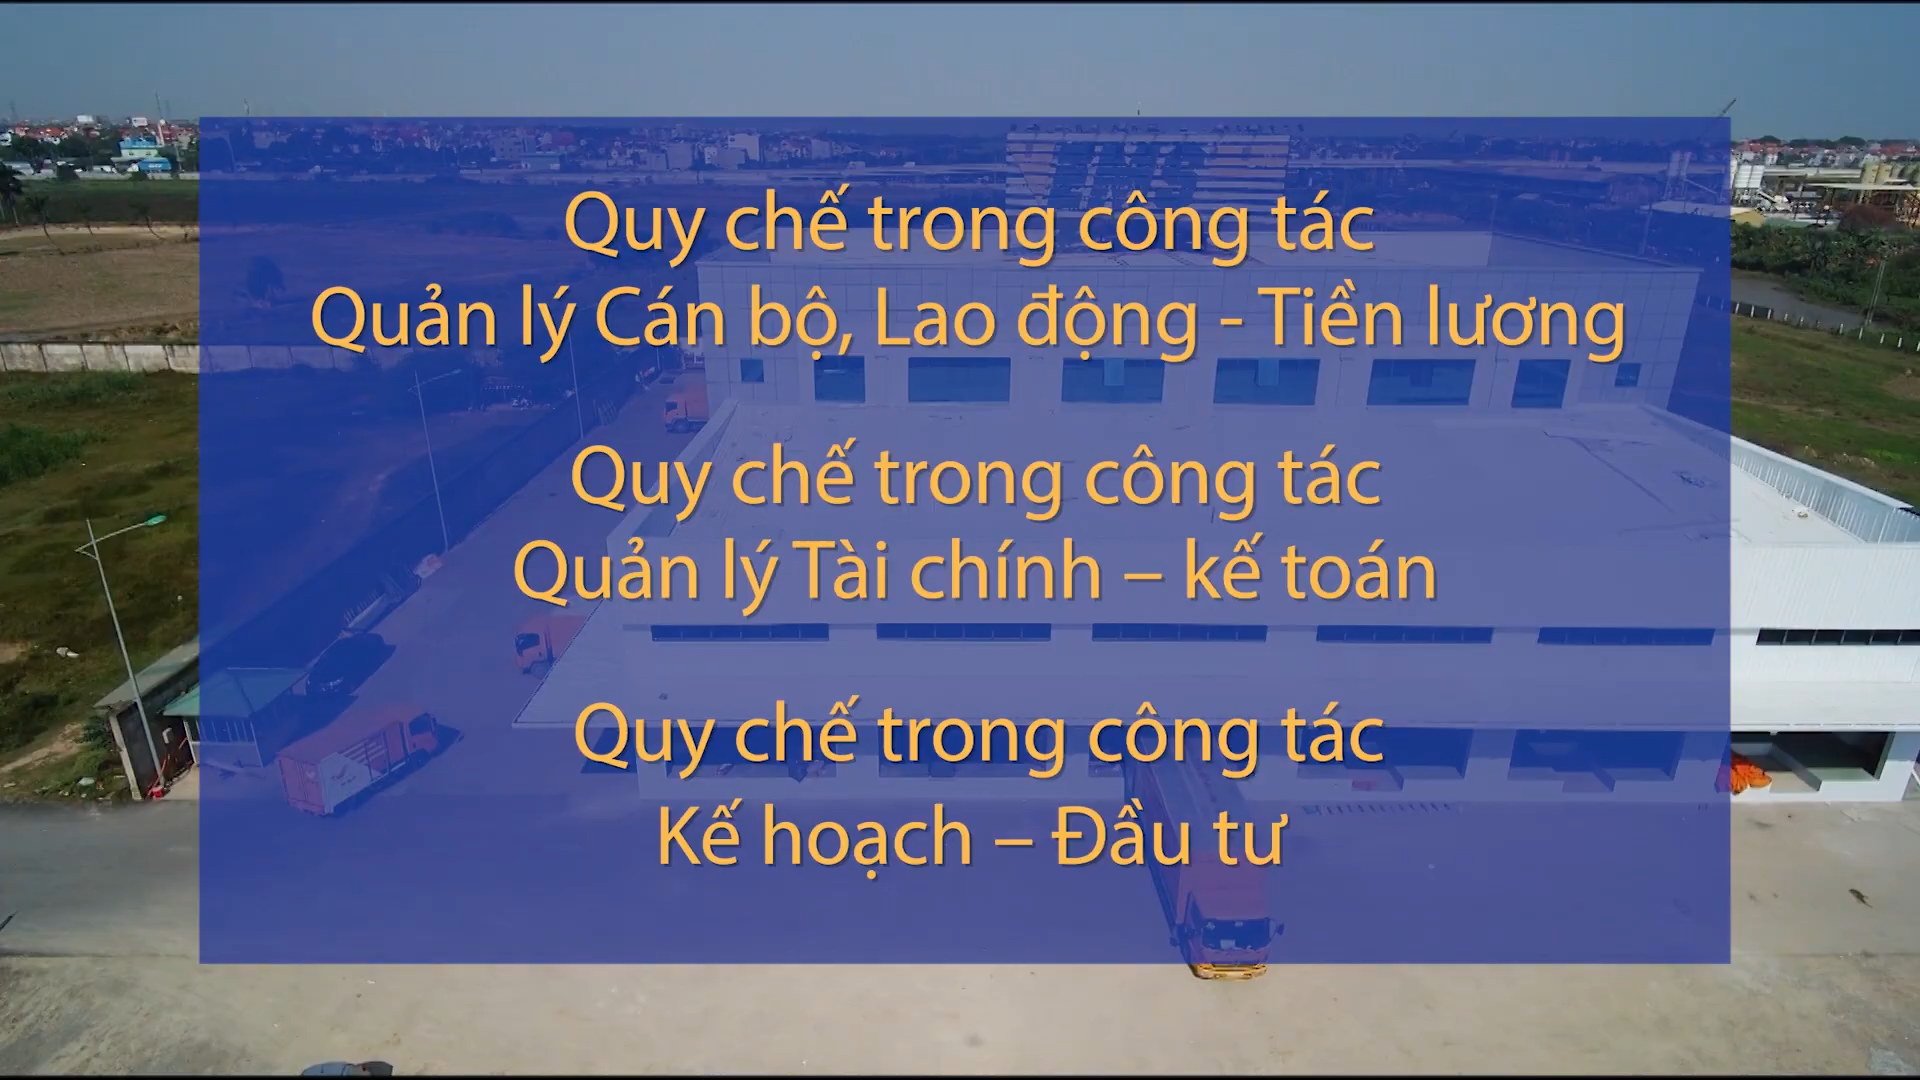 Quy chế trong công tác
Quản lý Cán bộ, Lao động - Tiền lương
Quy chế trong công tác
Quản lý Tài chính – kế toán
Quy chế trong công tác
Kế hoạch – Đầu tư